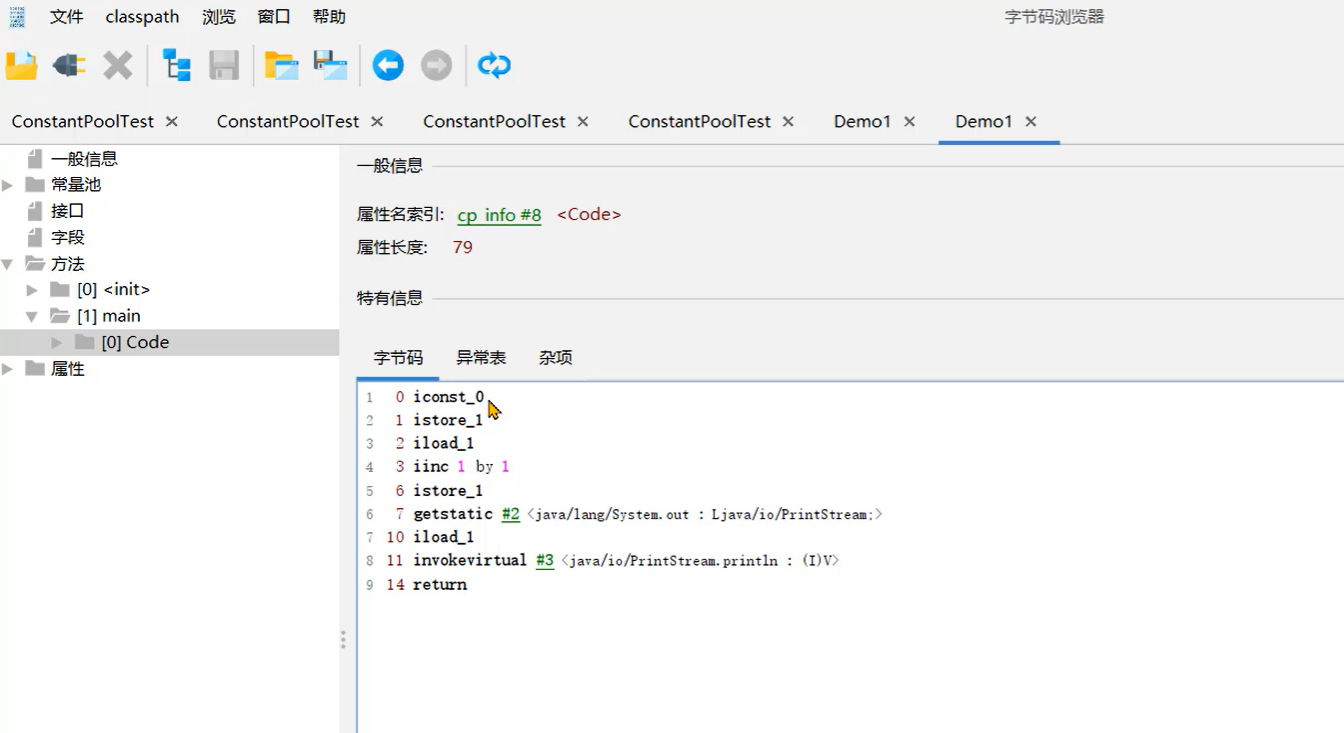 文件 classpath 浏览 窗口 帮助 字节码浏览器
ConstantPoolTest × ConstantPoolTest × ConstantPoolTest × ConstantPoolTest × Demo1 × Demo1 ×
一般信息
常量池
接口
字段
方法
[0] <init>
[1] main
[0] Code
属性
一般信息
属性名索引: cp_info #8 <Code>
属性长度: 79
特有信息
字节码 异常表 杂项
1 0 iconst_0
2 1 istore_1
3 2 iload_1
4 3 iinc 1 by 1
5 6 istore_1
6 7 getstatic #2 <java/lang/System.out : Ljava/io/PrintStream;>
7 10 iload_1
8 11 invokevirtual #3 <java/io/PrintStream.println : (I)V>
9 14 return